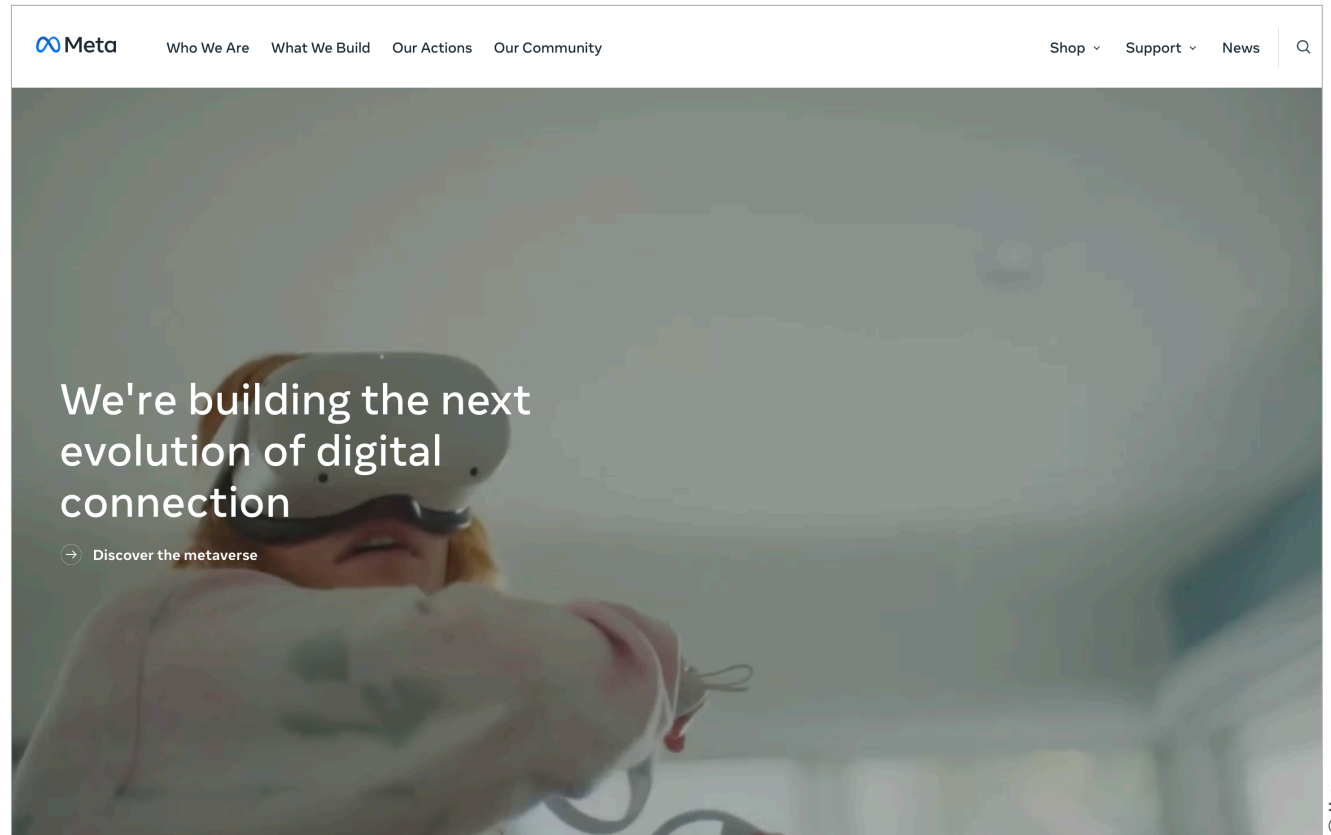 Meta
Who We Are
What We Build
Our Actions
Our Community
Shop
Support
News
We're building the next
evolution of digital
connection
Discover the metaverse